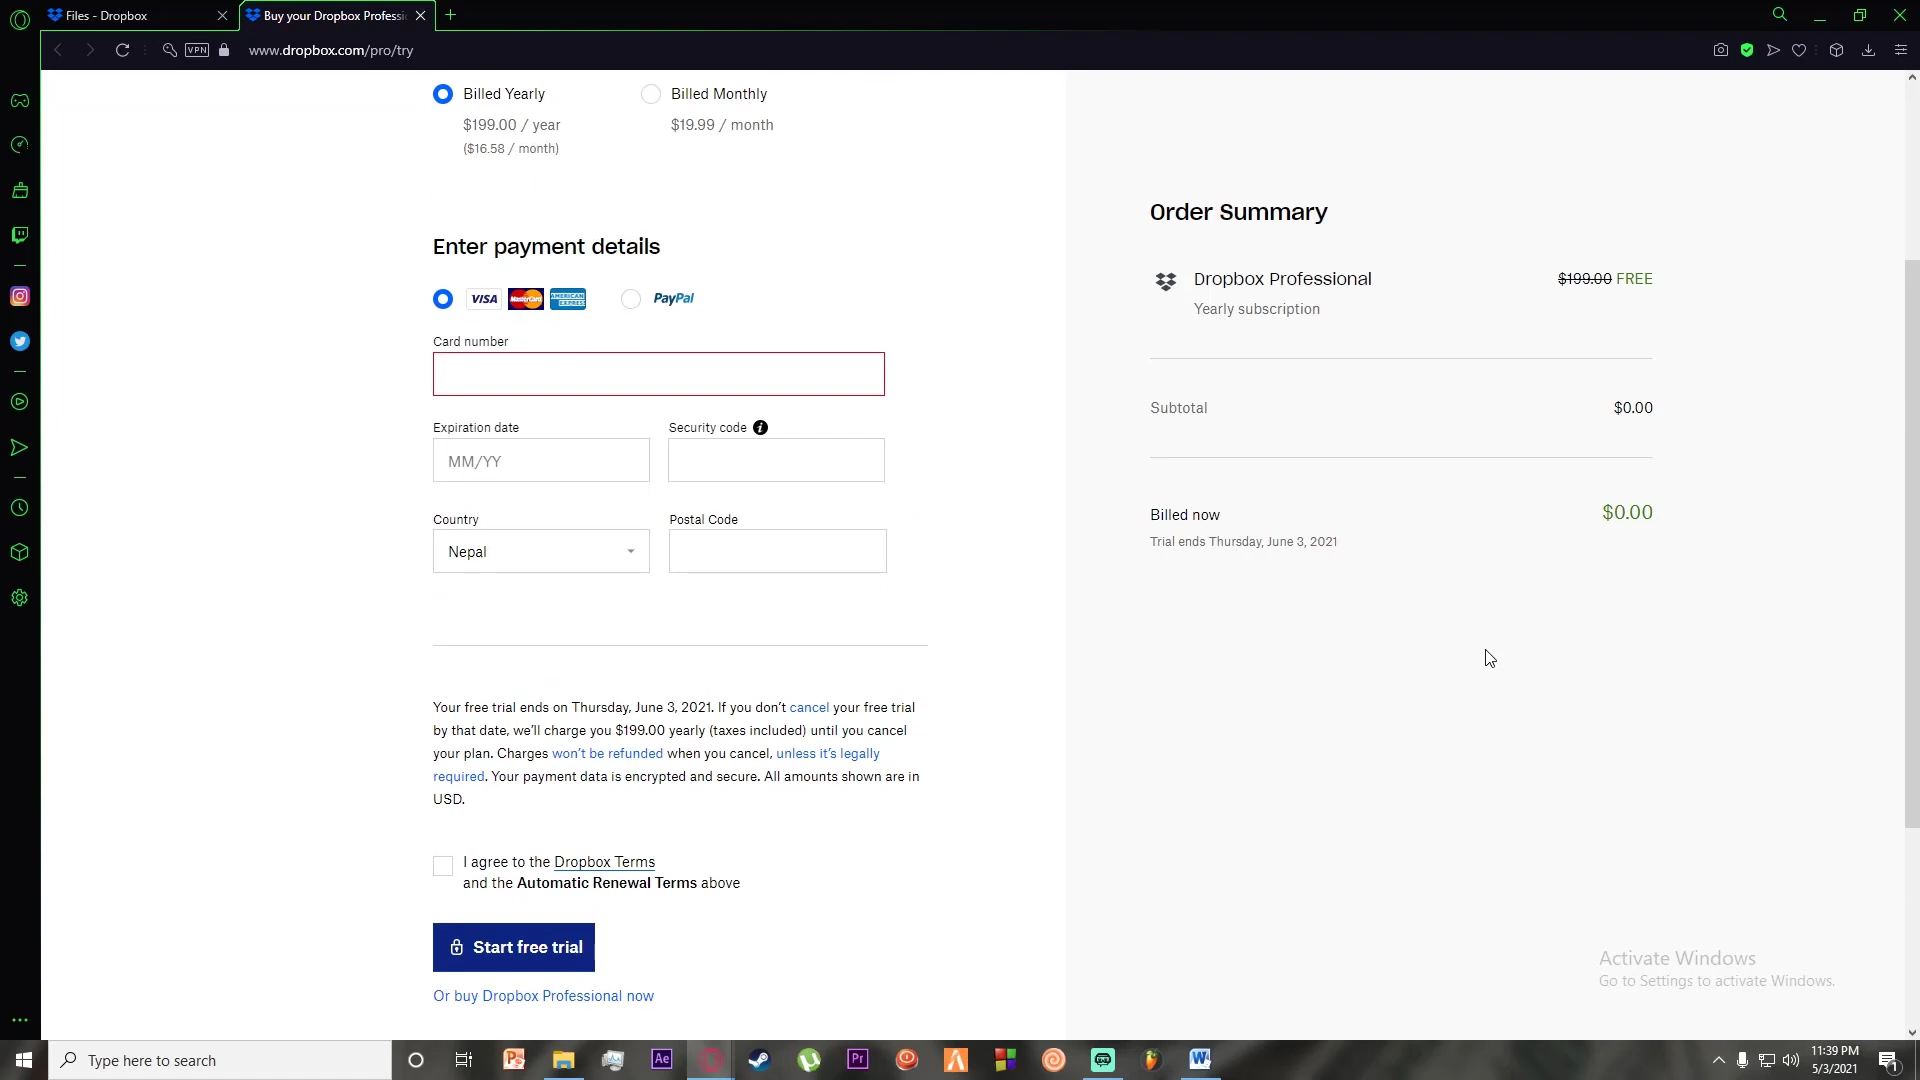 Files - Dropbox
Buy your Dropbox Professi
VPN
www.dropbox.com/pro/try
Billed Yearly
Billed Monthly
$199.00 / year
$19.99 / month
($16.58 / month)
Enter payment details
VISA
MasterCard
AMERICAN EXPRESS
PayPal
Card number
Expiration date
Security code
MM/YY
Country
Postal Code
Nepal
Your free trial ends on Thursday, June 3, 2021. If you don't cancel your free trial
by that date, we'll charge you $199.00 yearly (taxes included) until you cancel
your plan. Charges won't be refunded when you cancel, unless it's legally
required. Your payment data is encrypted and secure. All amounts shown are in
USD.
I agree to the Dropbox Terms
and the Automatic Renewal Terms above
Start free trial
Or buy Dropbox Professional now
Order Summary
Dropbox Professional
$199.00 FREE
Yearly subscription
Subtotal
$0.00
Billed now
$0.00
Trial ends Thursday, June 3, 2021
Activate Windows
Go to Settings to activate Windows.
Type here to search
Ae
Pr
W
11:39 PM
5/3/2021
1